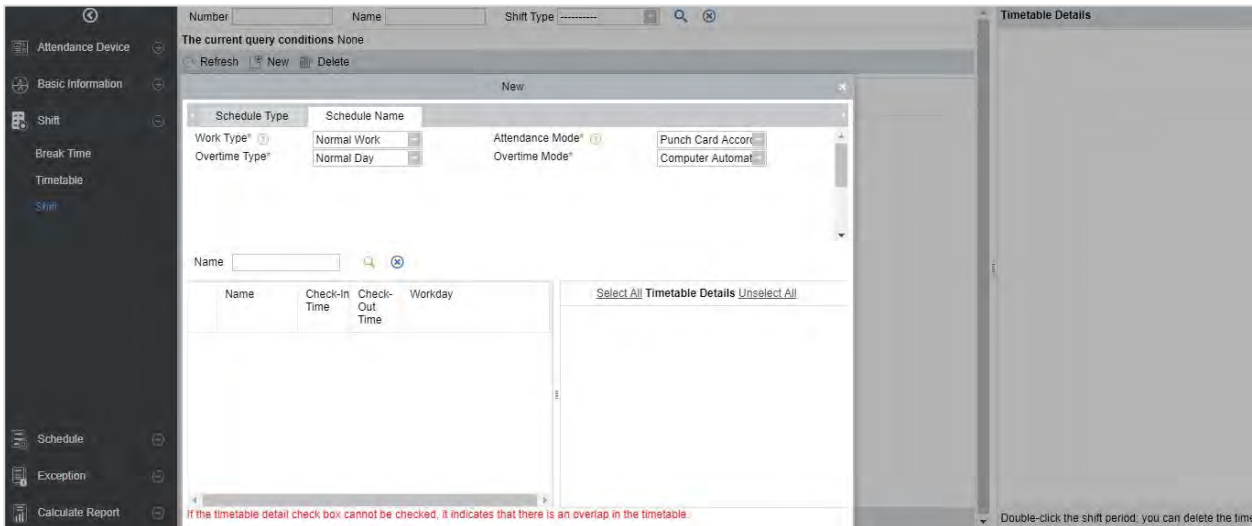 Number Name Shift Type ---------- Timetable Details
The current query conditions None
Refresh New Delete
Attendance Device
Basic Information
Shift
Break Time
Timetable
Shift
Schedule
Exception
Calculate Report
New
Schedule Type Schedule Name
Work Type* Normal Work Attendance Mode* Punch Card Accord
Overtime Type* Normal Day Overtime Mode* Computer Automat
Name
Name Check-In Time Check-Out Time Workday
Select All Timetable Details Unselect All
If the timetable detail check box cannot be checked, it indicates that there is an overlap in the timetable.
Double-click the shift period; you can delete the time